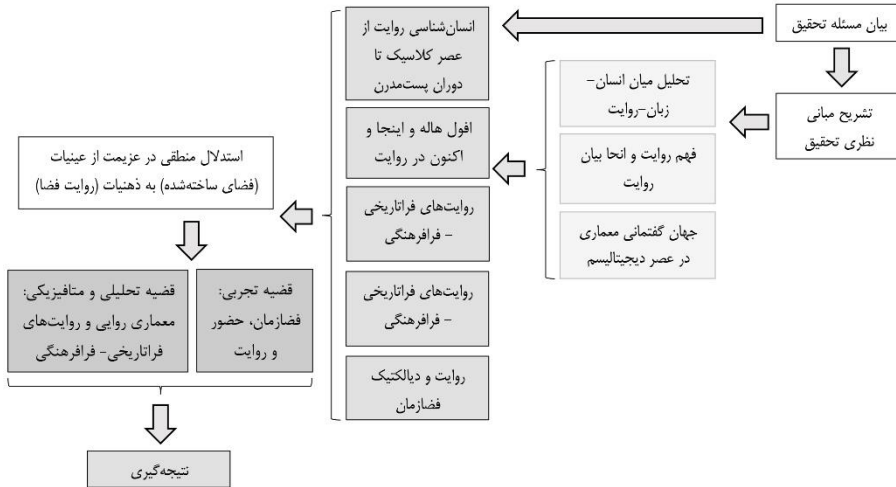 بیان مسئله تحقیق
تشریح مبانی
نظری تحقیق
تحلیل میان انسان–
زبان–روایت
فهم روایت و انحا بیان
روایت
جهان گفتمانی معماری
در عصر دیجیتالیسم
انسان‌شناسی روایت از
عصر کلاسیک تا
دوران پست‌مدرن
افول هاله و اینجا و
اکنون در روایت
روایت‌های فراتاریخی
– فرافرهنگی
روایت‌های فراتاریخی
– فرافرهنگی
روایت و دیالکتیک
فضازمان
استدلال منطقی در عزیمت از عینیات
(فضای ساخته‌شده) به ذهنیات (روایت فضا)
قضیه تجربی:
فضازمان، حضور
و روایت
قضیه تحلیلی و متافیزیکی:
معماری روایی و روایت‌های
فراتاریخی- فرافرهنگی
نتیجه‌گیری